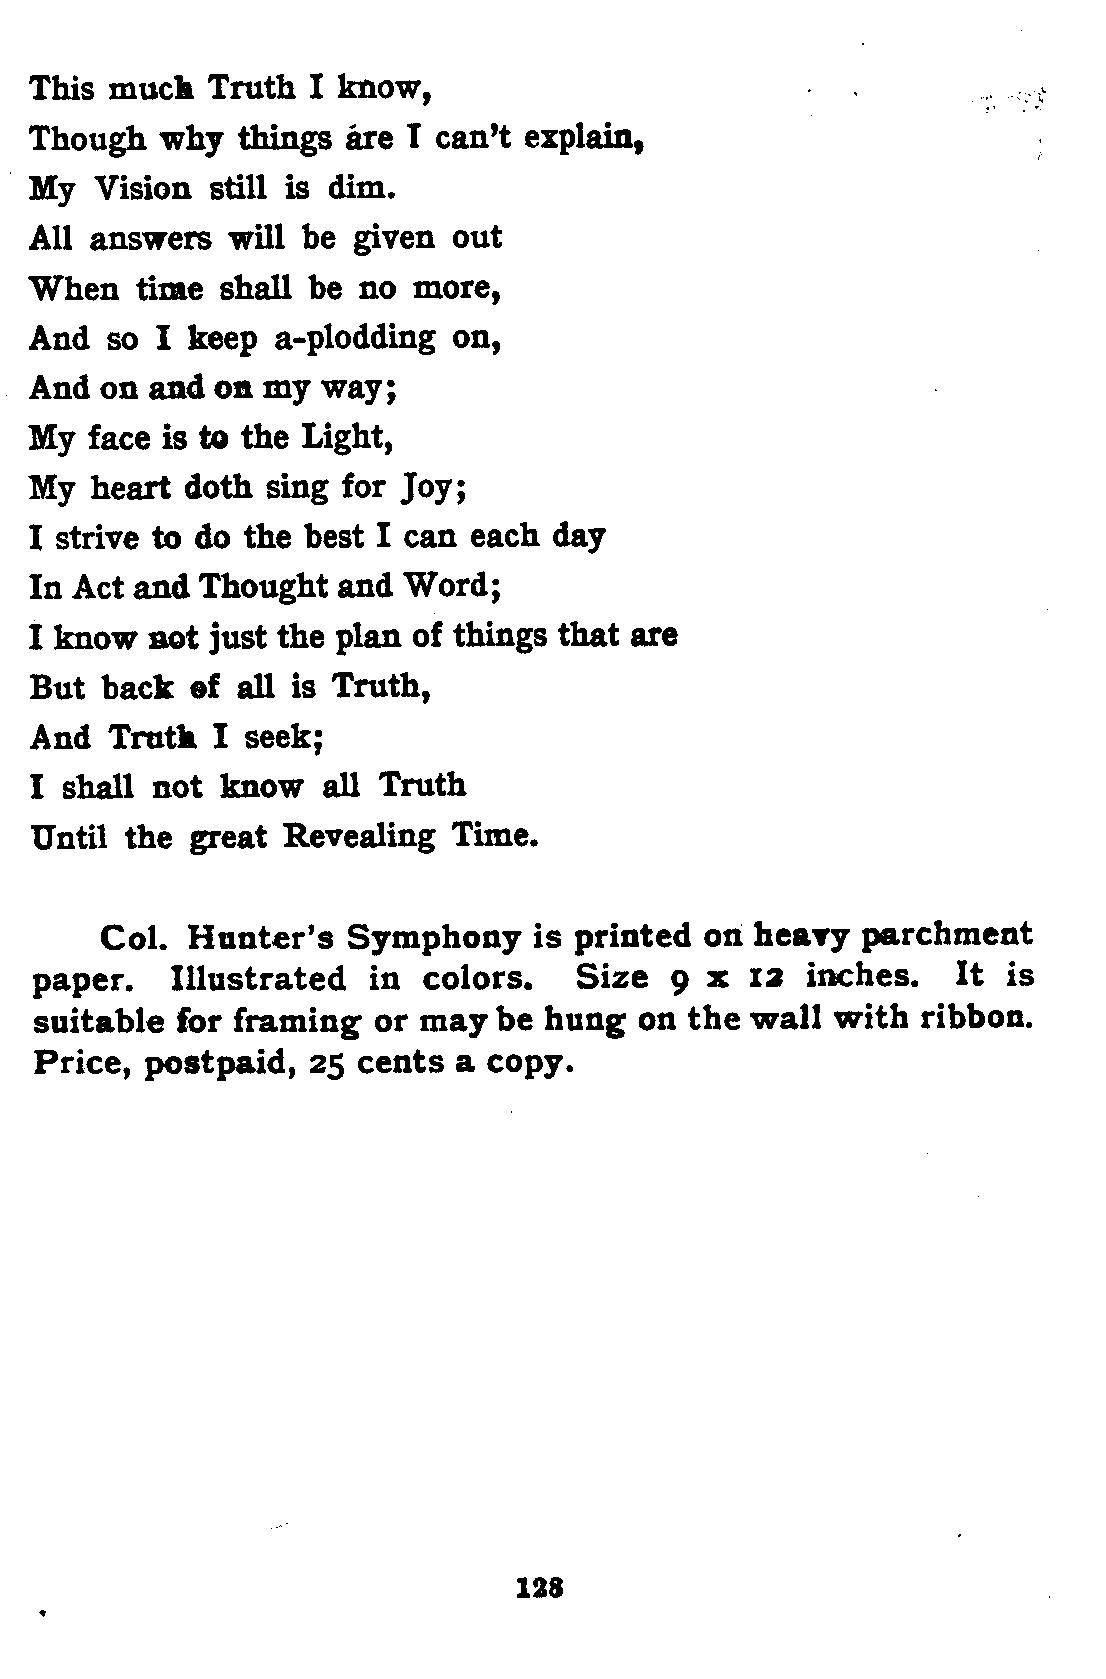 This much Truth I know,
Though why things are I can't explain,
My Vision still is dim.
All answers will be given out
When time shall be no more,
And so I keep a-plodding on,
And on and on my way;
My face is to the Light,
My heart doth sing for Joy;
I strive to do the best I can each day
In Act and Thought and Word;
I know not just the plan of things that are
But back of all is Truth,
And Truth I seek;
I shall not know all Truth
Until the great Revealing Time.
Col. Hunter's Symphony is printed on heavy parchment
paper. Illustrated in colors. Size 9 x 12 inches. It is
suitable for framing or may be hung on the wall with ribbon.
Price, postpaid, 25 cents a copy.
128